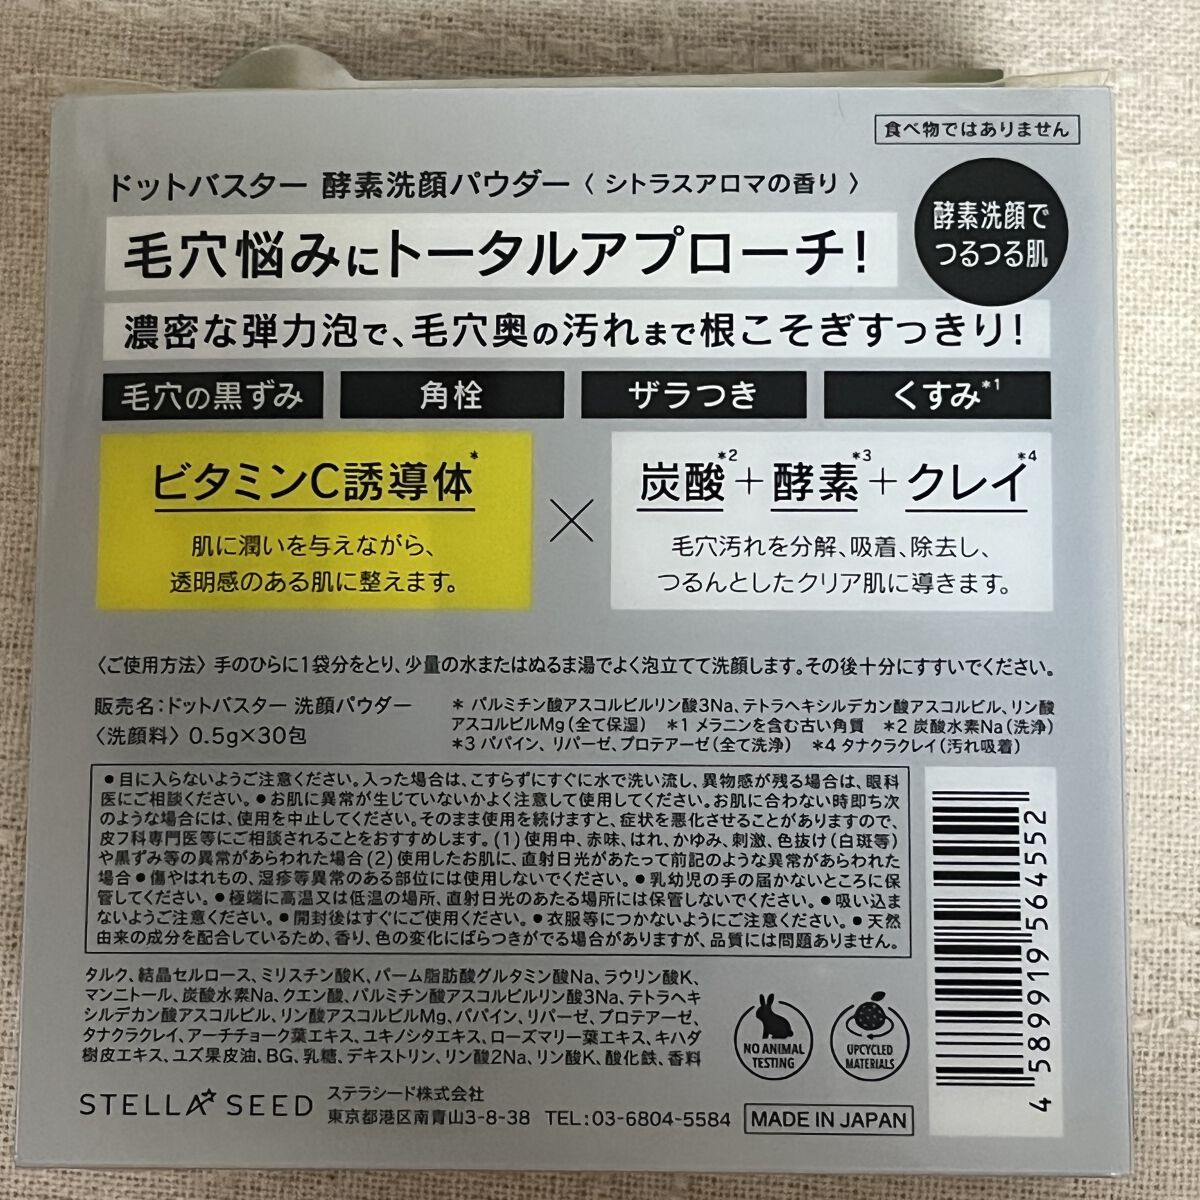 食べ物ではありません
ドットバスター 酵素洗顔パウダー〈 シトラスアロマの香り 〉
酵素洗顔で
つるつる肌
毛穴悩みにトータルアプローチ!
濃密な弾力泡で、毛穴奥の汚れまで根こそぎすっきり!
毛穴の黒ずみ 角栓 ザラつき くすみ*1
ビタミンC誘導体*
肌に潤いを与えながら、
透明感のある肌に整えます。
×
炭酸*2+酵素*3+クレイ*4
毛穴汚れを分解、吸着、除去し、
つるんとしたクリア肌に導きます。
〈ご使用方法〉手のひらに1袋分をとり、少量の水またはぬるま湯でよく泡立てて洗顔します。その後十分にすすいでください。
販売名:ドットバスター 洗顔パウダー
〈洗顔料〉0.5g×30包
* パルミチン酸アスコルビルリン酸3Na、テトラヘキシルデカン酸アスコルビル、リン酸
アスコルビルMg(全て保湿) *1 メラニンを含む古い角質 *2 炭酸水素Na(洗浄)
*3 パパイン、リパーゼ、プロテアーゼ(全て洗浄) *4 タナクラクレイ(汚れ吸着)
●目に入らないようご注意ください。入った場合は、こすらずにすぐに水で洗い流し、異物感が残る場合は、眼科
医にご相談ください。●お肌に異常が生じていないかよく注意して使用してください。お肌に合わない時即ち次
のような場合には、使用を中止してください。そのまま使用を続けますと、症状を悪化させることがありますので、
皮フ科専門医等にご相談されることをおすすめします。(1)使用中、赤味、はれ、かゆみ、刺激、色抜け(白斑等)
や黒ずみ等の異常があらわれた場合(2)使用したお肌に、直射日光があたって前記のような異常があらわれた
場合●傷やはれもの、湿疹等異常のある部位には使用しないでください。●乳幼児の手の届かないところに保
管してください。●極端に高温又は低温の場所、直射日光のあたる場所には保管しないでください。●吸い込ま
ないようご注意ください。●開封後はすぐにご使用ください。●衣服等につかないようにご注意ください。●天然
由来の成分を配合しているため、香り、色の変化にばらつきがでる場合がありますが、品質には問題ありません。
タルク、結晶セルロース、ミリスチン酸K、パーム脂肪酸グルタミン酸Na、ラウリン酸K、
マンニトール、炭酸水素Na、クエン酸、パルミチン酸アスコルビルリン酸3Na、テトラヘキ
シルデカン酸アスコルビル、リン酸アスコルビルMg、パパイン、リパーゼ、プロテアーゼ、
タナクラクレイ、アーチチョーク葉エキス、ユキノシタエキス、ローズマリー葉エキス、キハダ
樹皮エキス、ユズ果皮油、BG、乳糖、デキストリン、リン酸2Na、リン酸K、酸化鉄、香料
NO ANIMAL
TESTING
UPCYCLED
MATERIALS
4 589919 564552
STELLA SEED
ステラシード株式会社
東京都港区南青山3-8-38 TEL:03-6804-5584
MADE IN JAPAN